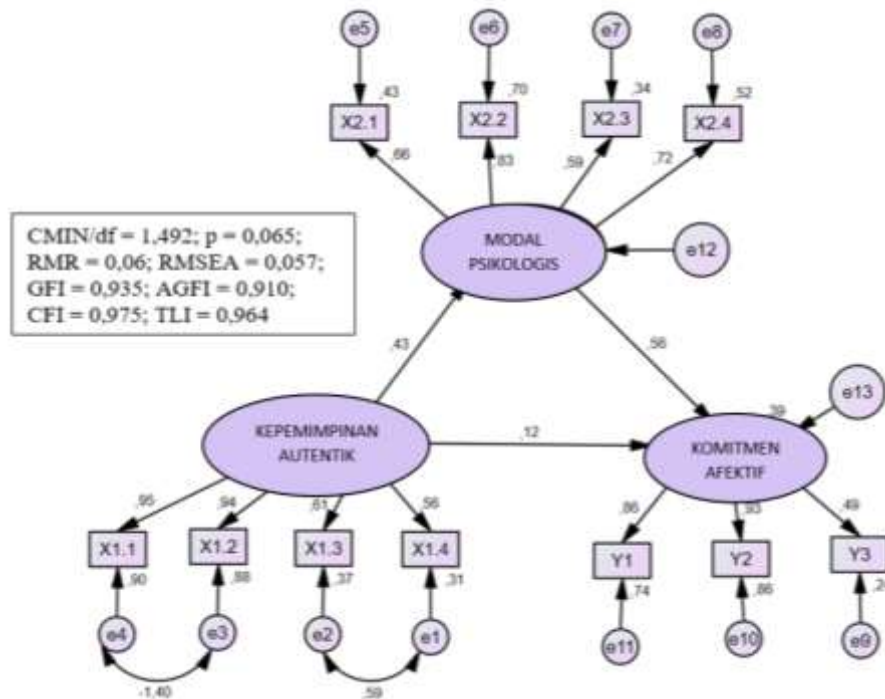 e5 e6 e7 e8
,43 ,70 ,34 ,52
X2.1 X2.2 X2.3 X2.4
,66 ,83 ,59 ,72
MODAL
PSIKOLOGIS
e12
CMIN/df = 1,492; p = 0,065;
RMR = 0,06; RMSEA = 0,057;
GFI = 0,935; AGFI = 0,910;
CFI = 0,975; TLI = 0,964
,43
,56
e13
,39
KEPEMIMPINAN
AUTENTIK
,12
KOMITMEN
AFEKTIF
,95 ,94 ,61 ,56
,86 ,93 ,49
X1.1 X1.2 X1.3 X1.4
Y1 Y2 Y3
,90 ,88 ,37 ,31
,74 ,86
e4 e3 e2 e1
e11 e10 e9
-1,40 ,59